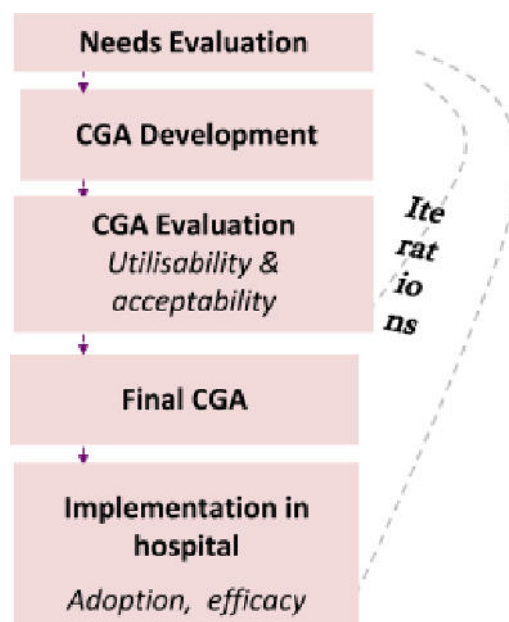 Needs Evaluation
CGA Development
CGA Evaluation
Utilisability &
acceptability
Ite
rat
io
ns
Final CGA
Implementation in
hospital
Adoption, efficacy